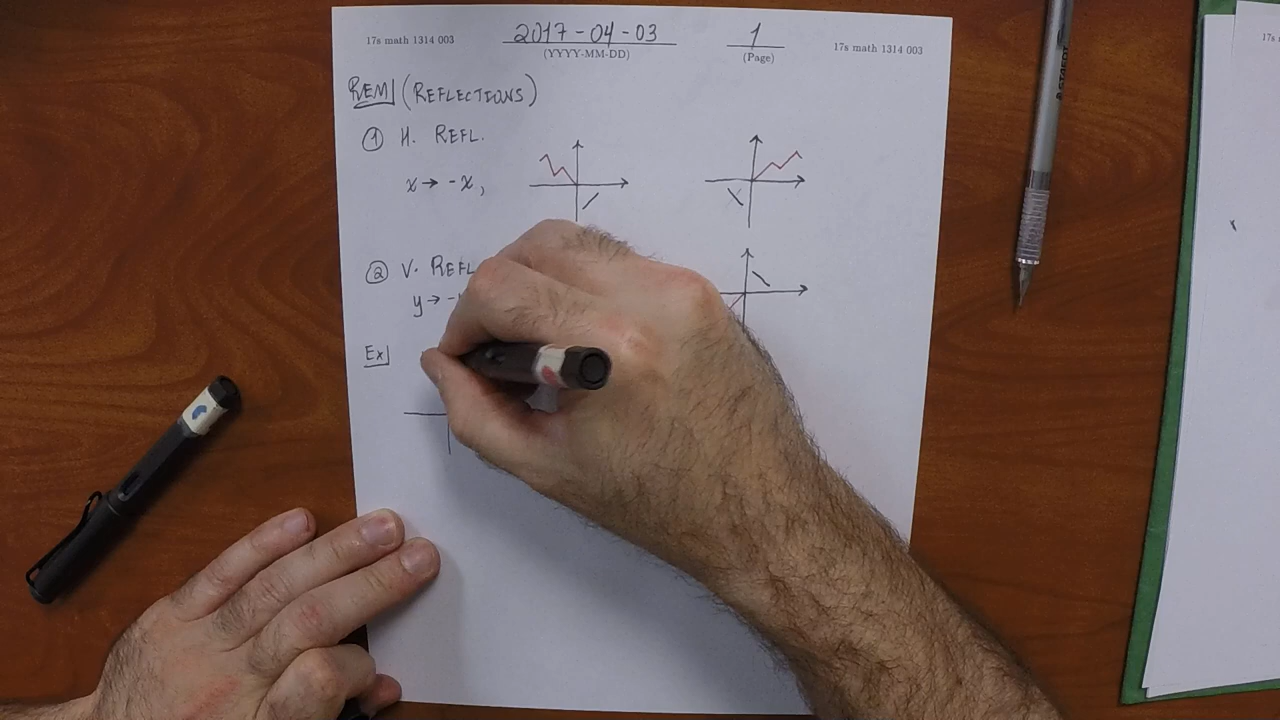 17s math 1314 003 2017-04-03 1 17s math 1314 003
(YYYY-MM-DD) (Page)
REM (REFLECTIONS)
① H. REFL.
x → -x,
② V. REFL
y → -
Ex